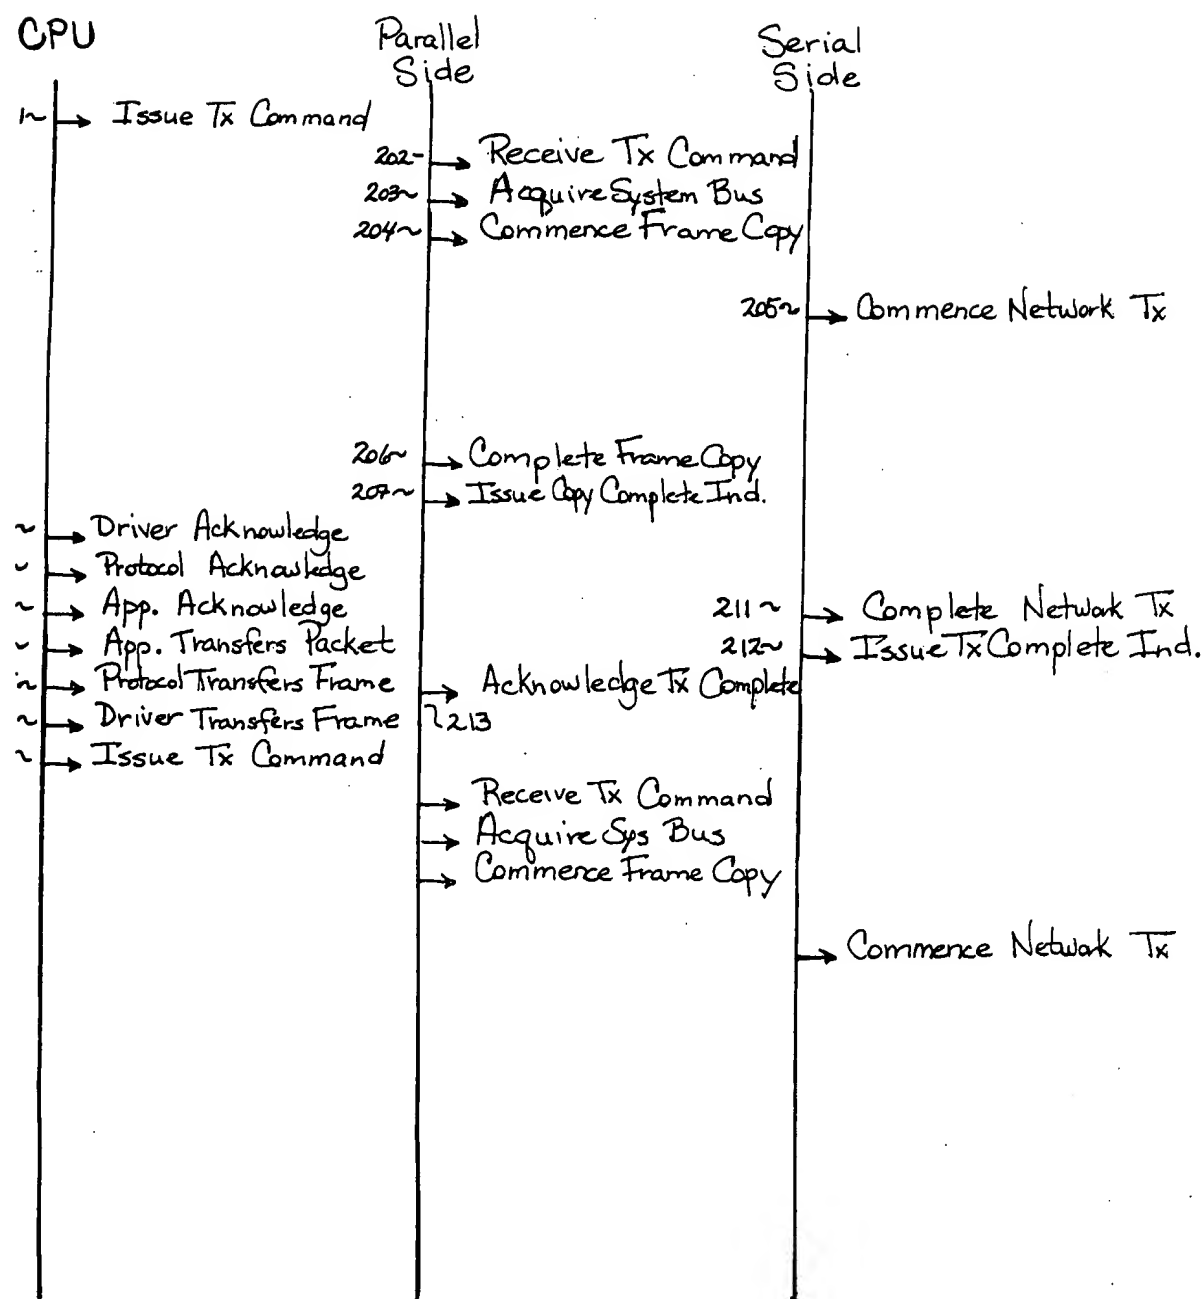 CPU
Parallel
Side
Serial
Side
1~ Issue Tx Command
202- Receive Tx Command
203~ Acquire System Bus
204~ Commence Frame Copy
205~ Commence Network Tx
206~ Complete Frame Copy
207~ Issue Copy Complete Ind.
~ Driver Acknowledge
~ Protocol Acknowledge
~ App. Acknowledge
211~ Complete Network Tx
~ App. Transfers Packet
212~ Issue Tx Complete Ind.
~ Protocol Transfers Frame
Acknowledge Tx Complete
~ Driver Transfers Frame
213
~ Issue Tx Command
Receive Tx Command
Acquire Sys Bus
Commence Frame Copy
Commence Network Tx